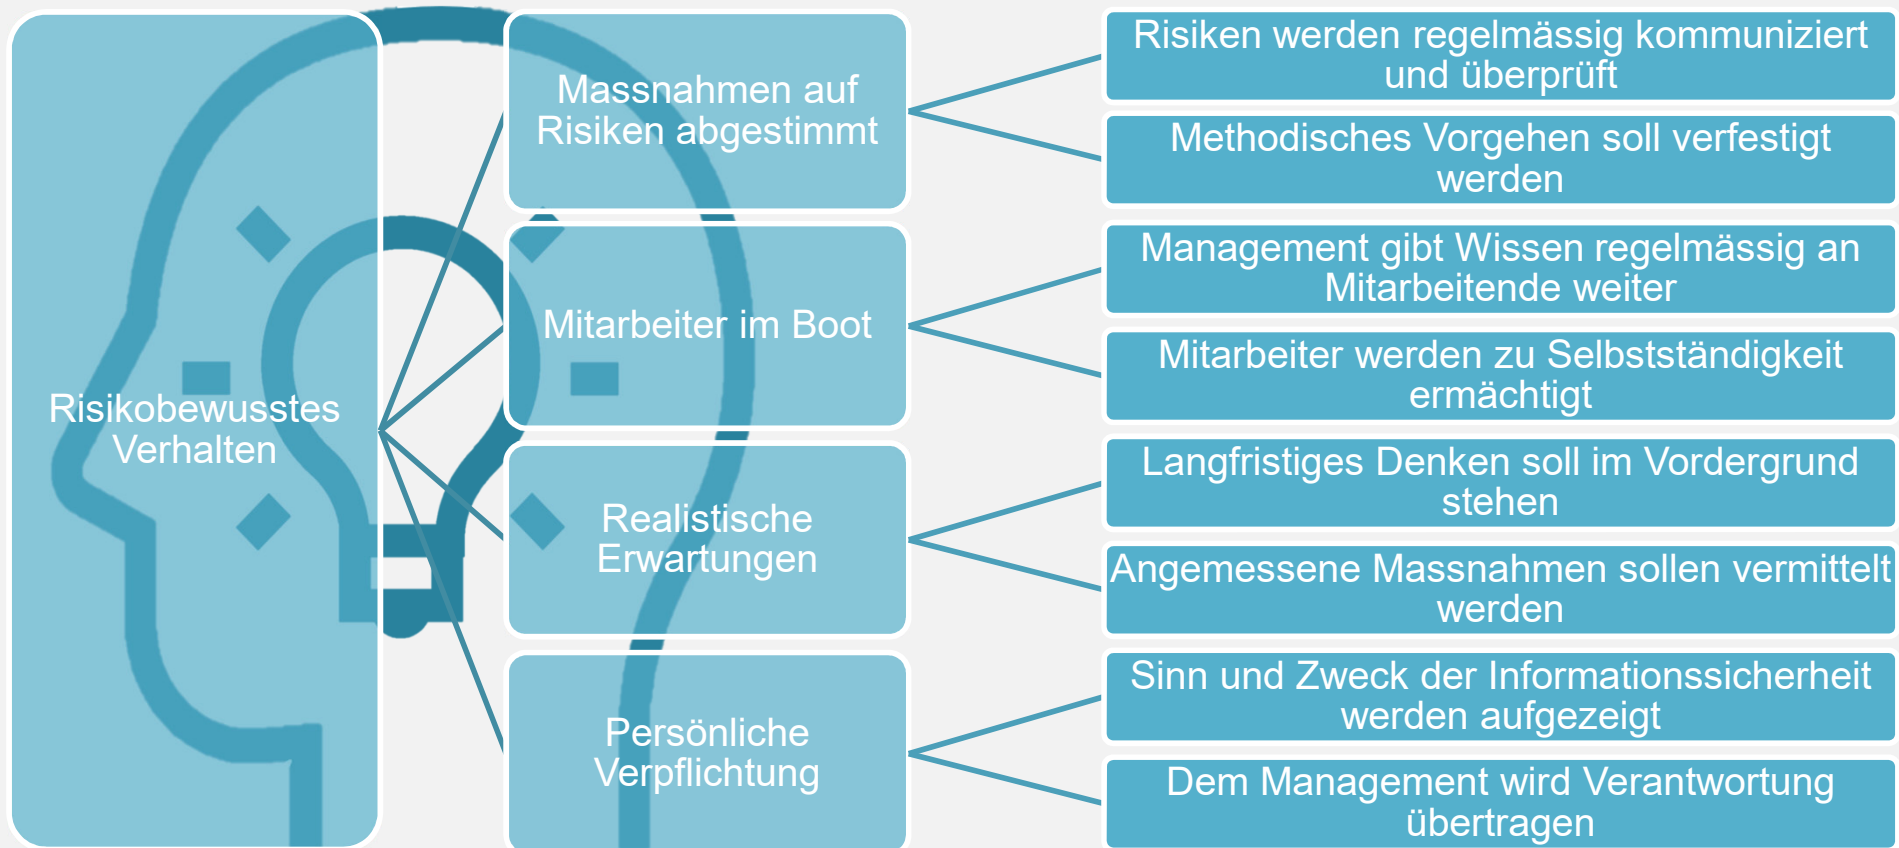 Risikobewusstes
Verhalten
Massnahmen auf
Risiken abgestimmt
Risiken werden regelmässig kommuniziert
und überprüft
Methodisches Vorgehen soll verfestigt
werden
Mitarbeiter im Boot
Management gibt Wissen regelmässig an
Mitarbeitende weiter
Mitarbeiter werden zu Selbstständigkeit
ermächtigt
Realistische
Erwartungen
Langfristiges Denken soll im Vordergrund
stehen
Angemessene Massnahmen sollen vermittelt
werden
Persönliche
Verpflichtung
Sinn und Zweck der Informationssicherheit
werden aufgezeigt
Dem Management wird Verantwortung
übertragen